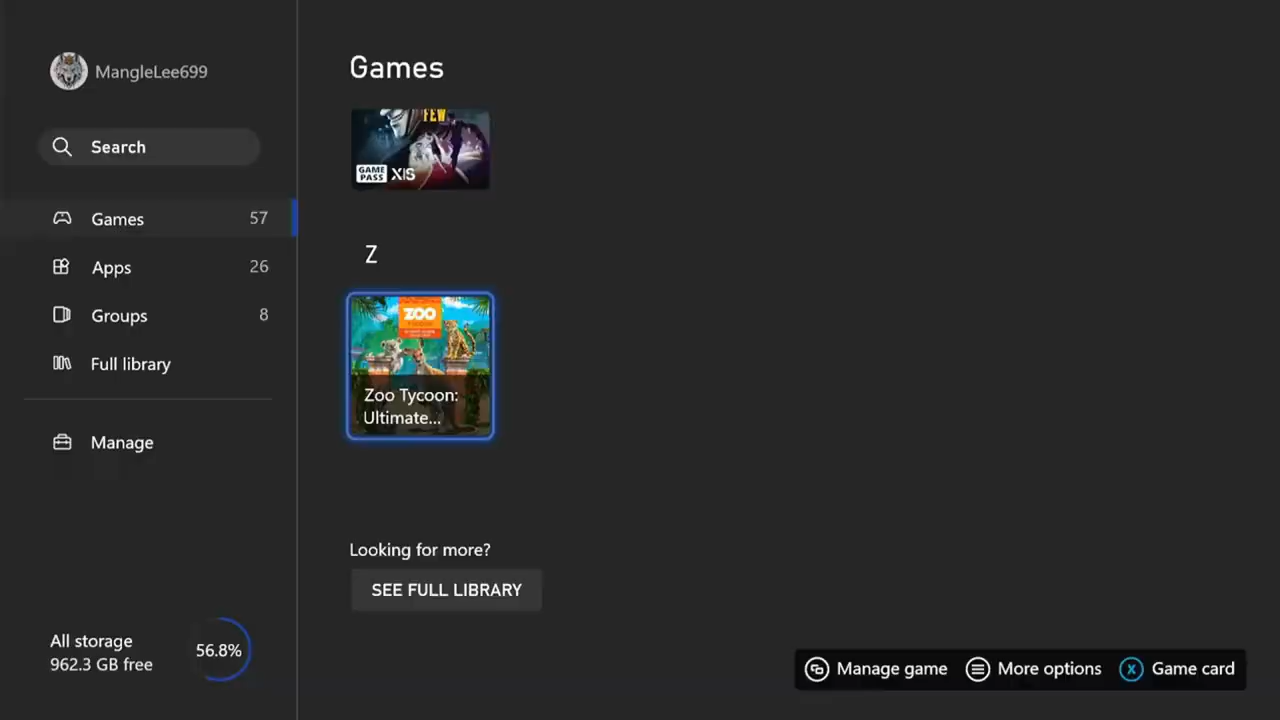 MangleLee699
Search
Games 57
Apps 26
Groups 8
Full library
Manage
All storage
962.3 GB free
56.8%
Games
FEW
GAME
PASS
X|S
Z
ZOO
TYCOON
Zoo Tycoon:
Ultimate...
Looking for more?
SEE FULL LIBRARY
Manage game
More options
X Game card